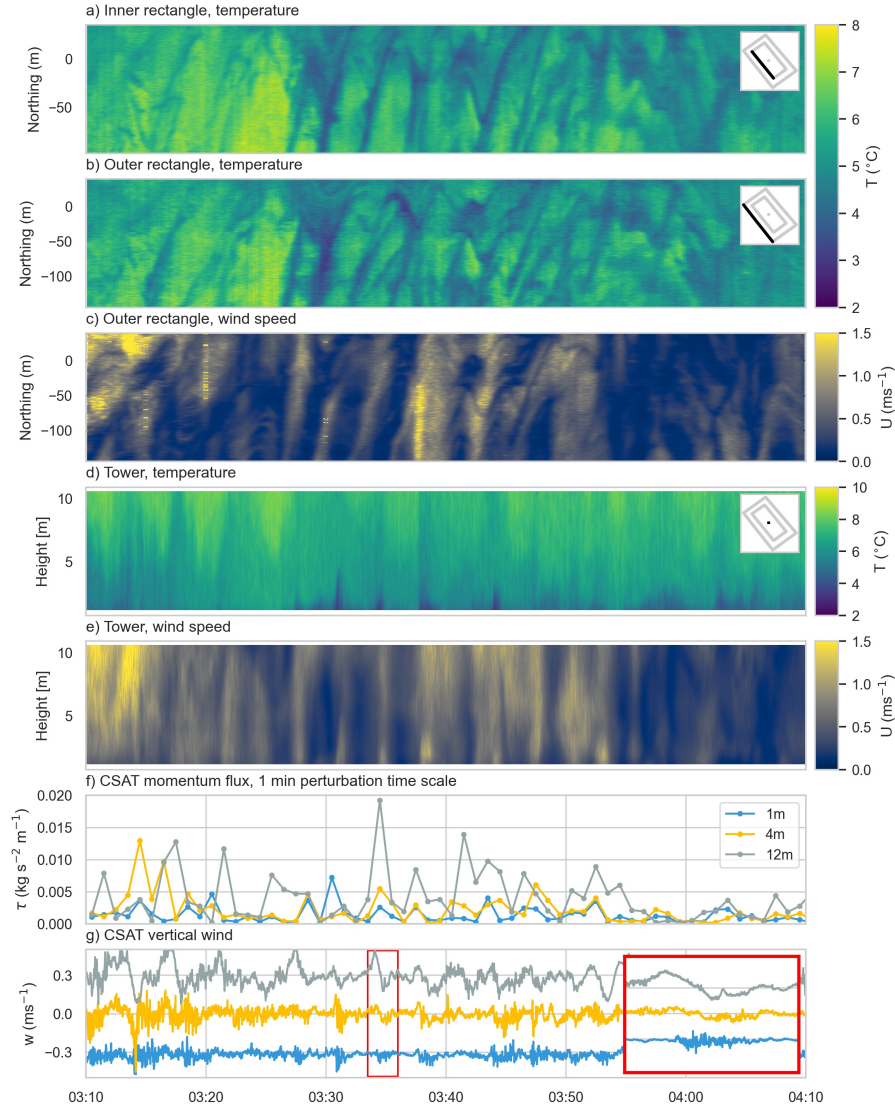 a) Inner rectangle, temperature
Northing (m)
0
−50
b) Outer rectangle, temperature
Northing (m)
0
−50
−100
8
7
6
5
4
3
2
T (°C)
c) Outer rectangle, wind speed
Northing (m)
0
−50
−100
1.5
1.0
0.5
0.0
U (ms−1)
d) Tower, temperature
Height [m]
10
5
10
8
6
4
2
T (°C)
e) Tower, wind speed
Height [m]
10
5
1.5
1.0
0.5
0.0
U (ms−1)
f) CSAT momentum flux, 1 min perturbation time scale
τ (kg s−2 m−1)
0.020
0.015
0.010
0.005
0.000
1m
4m
12m
g) CSAT vertical wind
w (ms−1)
0.3
0.0
−0.3
03:10 03:20 03:30 03:40 03:50 04:00 04:10